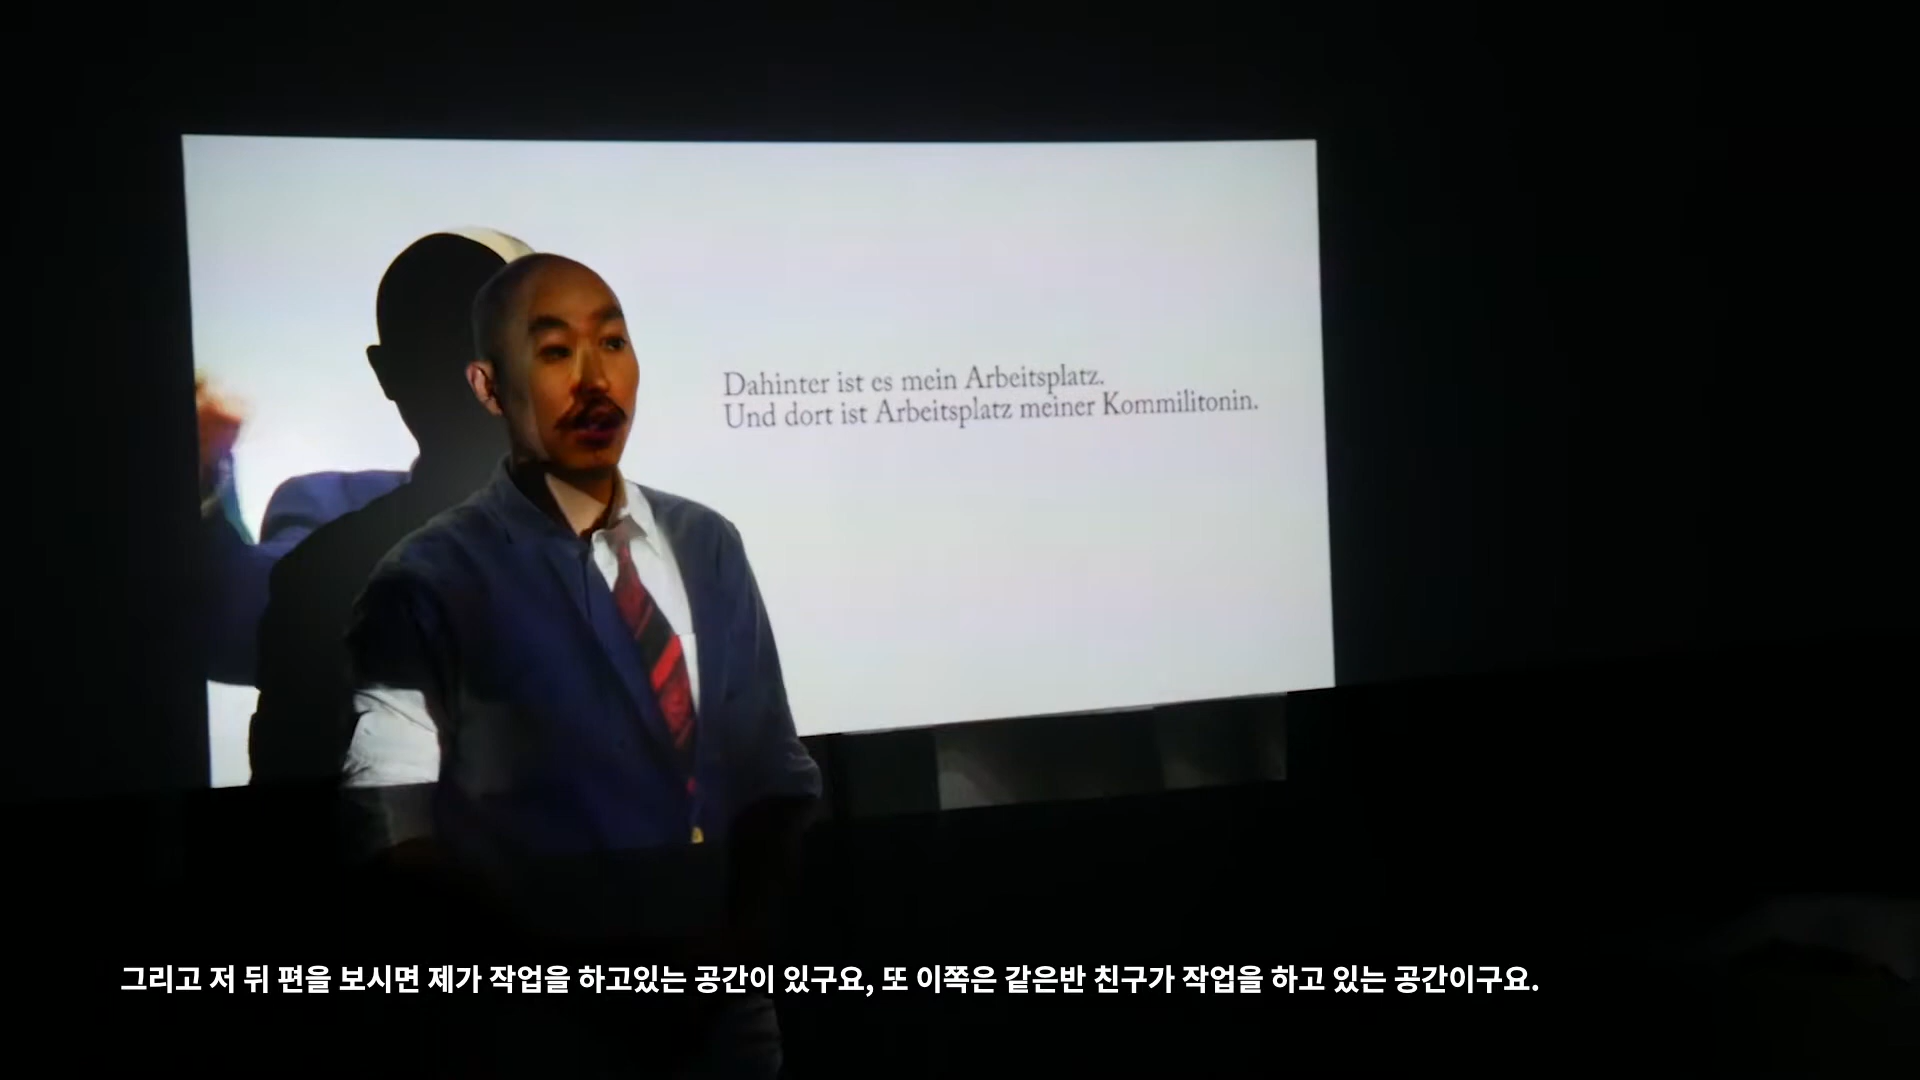 Dahinter ist es mein Arbeitsplatz.
Und dort ist Arbeitsplatz meiner Kommilitonin.
그리고 저 뒤 편을 보시면 제가 작업을 하고있는 공간이 있구요, 또 이쪽은 같은반 친구가 작업을 하고 있는 공간이구요.